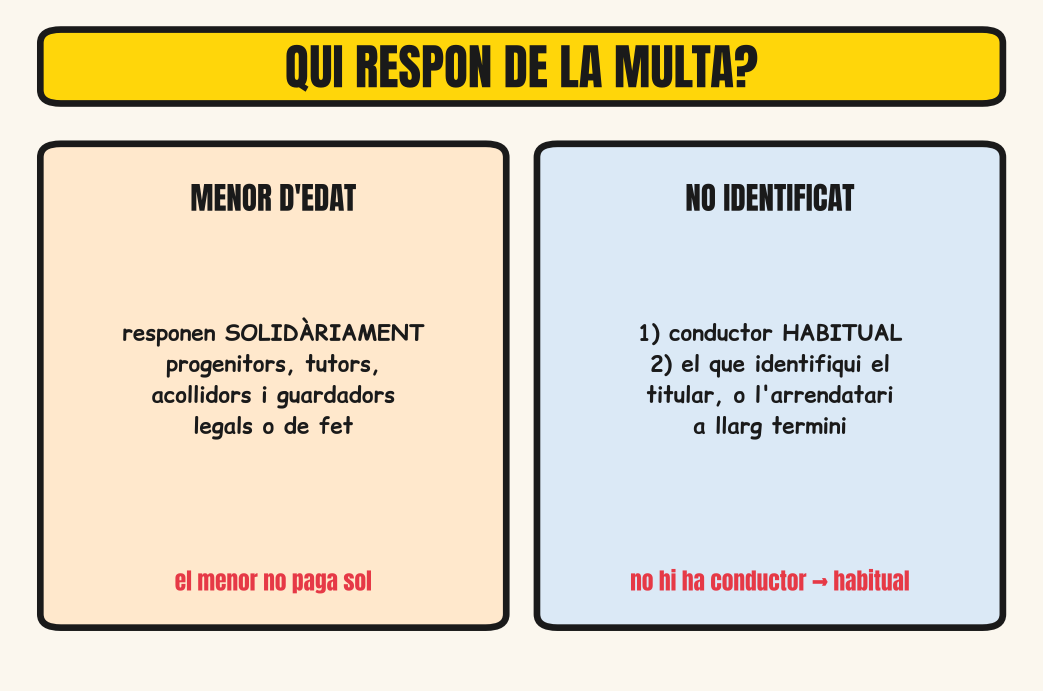 QUI RESPON DE LA MULTA?
MENOR D'EDAT
responen SOLIDÀRIAMENT
progenitors, tutors,
acollidors i guardadors
legals o de fet
el menor no paga sol
NO IDENTIFICAT
1) conductor HABITUAL
2) el que identifiqui el
titular, o l'arrendatari
a llarg termini
no hi ha conductor → habitual